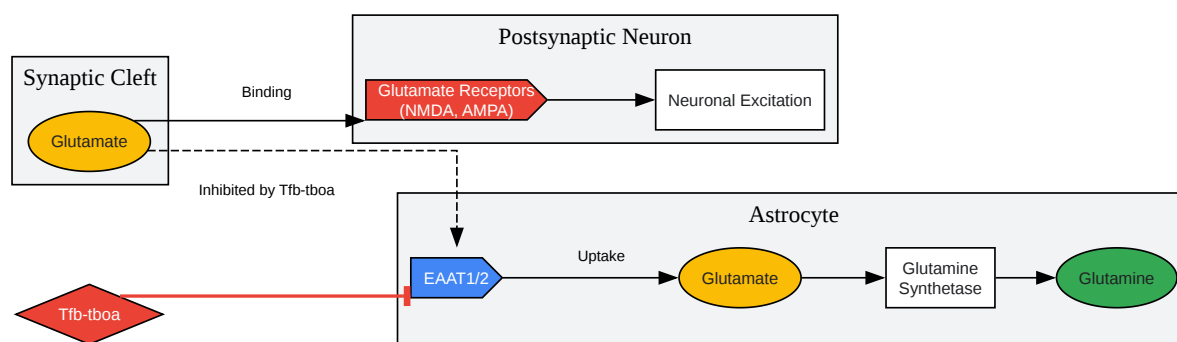 Postsynaptic Neuron
Synaptic Cleft
Binding
Glutamate Receptors
(NMDA, AMPA)
Neuronal Excitation
Glutamate
Inhibited by Tfb-tboa
Astrocyte
EAAT1/2
Uptake
Glutamate
Glutamine
Synthetase
Glutamine
Tfb-tboa